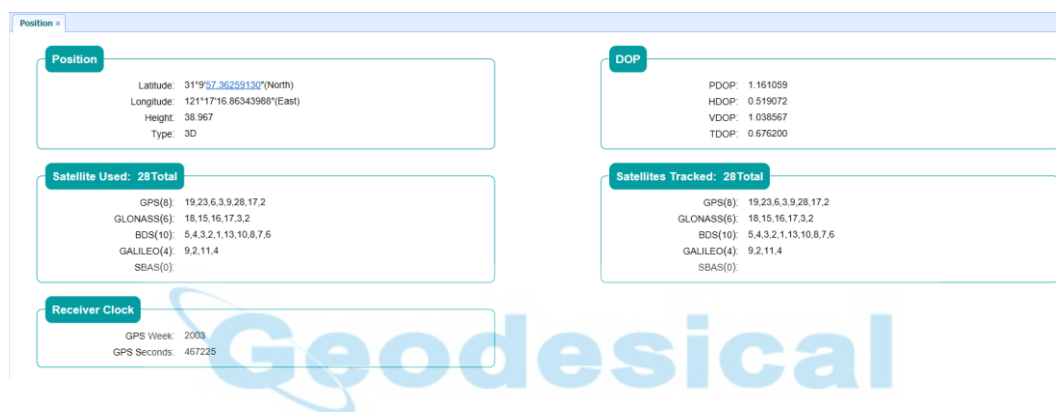 Position ×
Position
Latitude: 31°9'57.36259130"(North)
Longitude: 121°17'16.86343988"(East)
Height: 38.967
Type: 3D
DOP
PDOP: 1.161059
HDOP: 0.519072
VDOP: 1.038567
TDOP: 0.676200
Satellite Used: 28Total
GPS(8): 19,23,6,3,9,28,17,2
GLONASS(6): 18,15,16,17,3,2
BDS(10): 5,4,3,2,1,13,10,8,7,6
GALILEO(4): 9,2,11,4
SBAS(0):
Satellites Tracked: 28Total
GPS(8): 19,23,6,3,9,28,17,2
GLONASS(6): 18,15,16,17,3,2
BDS(10): 5,4,3,2,1,13,10,8,7,6
GALILEO(4): 9,2,11,4
SBAS(0):
Receiver Clock
GPS Week: 2003
GPS Seconds: 467225
Geodesical